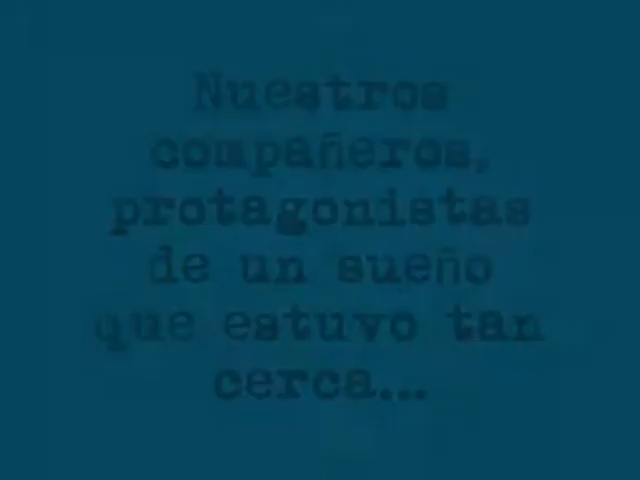 Nuestros
compañeros,
protagonistas
de un sueño
que estuvo tan
cerca...